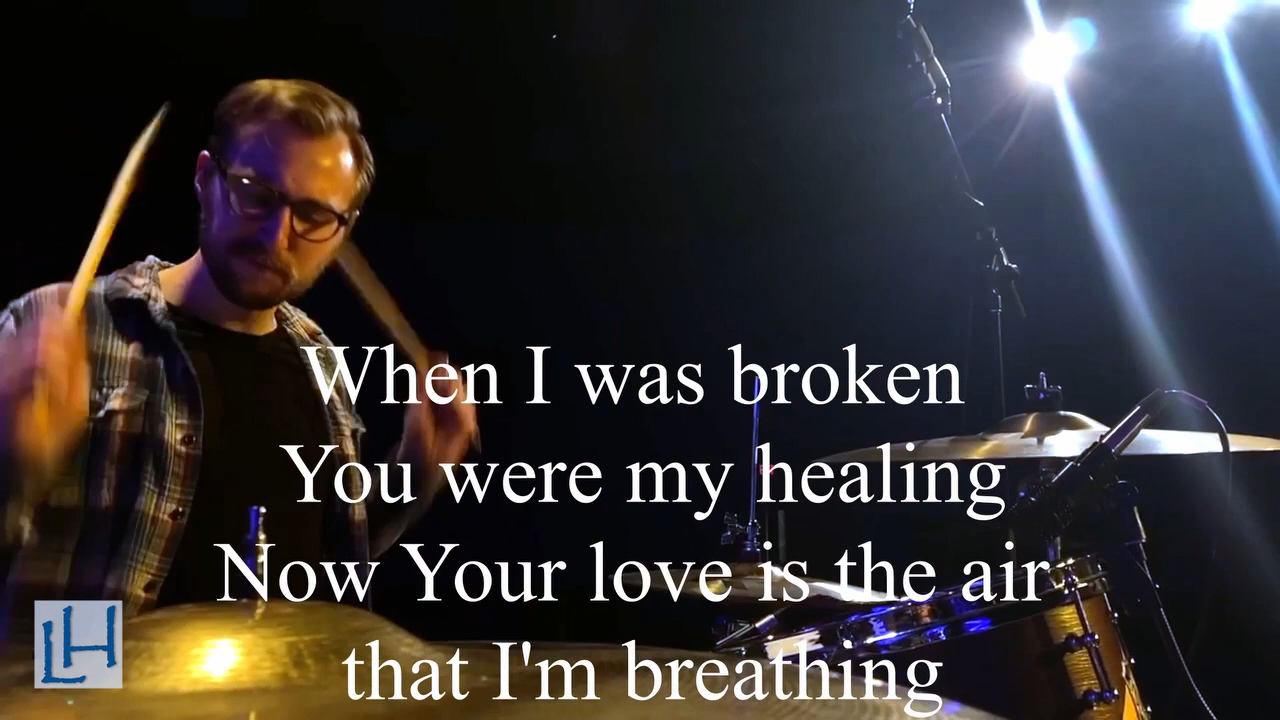 When I was broken
You were my healing
Now Your love is the air
that I'm breathing
LH